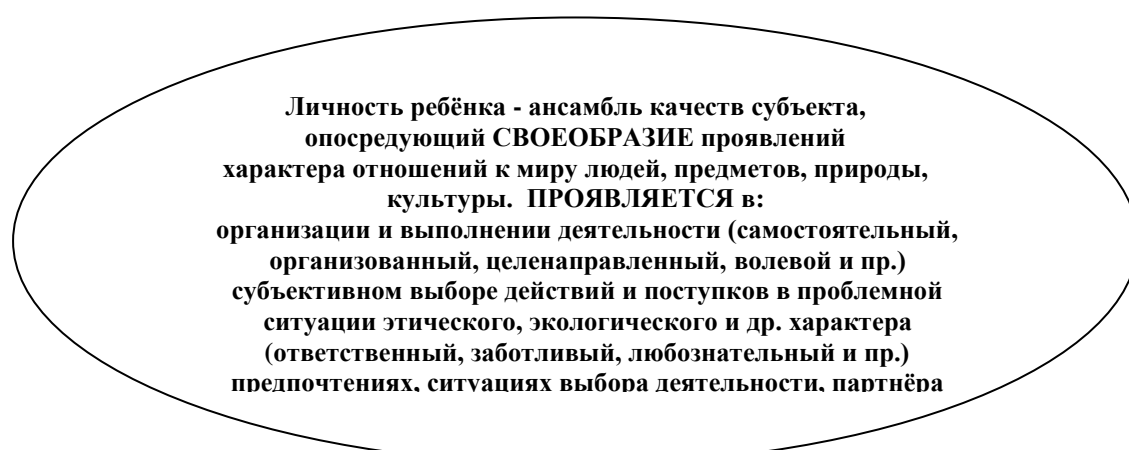 Личность ребёнка - ансамбль качеств субъекта,
опосредующий СВОЕОБРАЗИЕ проявлений
характера отношений к миру людей, предметов, природы,
культуры. ПРОЯВЛЯЕТСЯ в:
организации и выполнении деятельности (самостоятельный,
организованный, целенаправленный, волевой и пр.)
субъективном выборе действий и поступков в проблемной
ситуации этического, экологического и др. характера
(ответственный, заботливый, любознательный и пр.)
предпочтениях, ситуациях выбора деятельности, партнёра